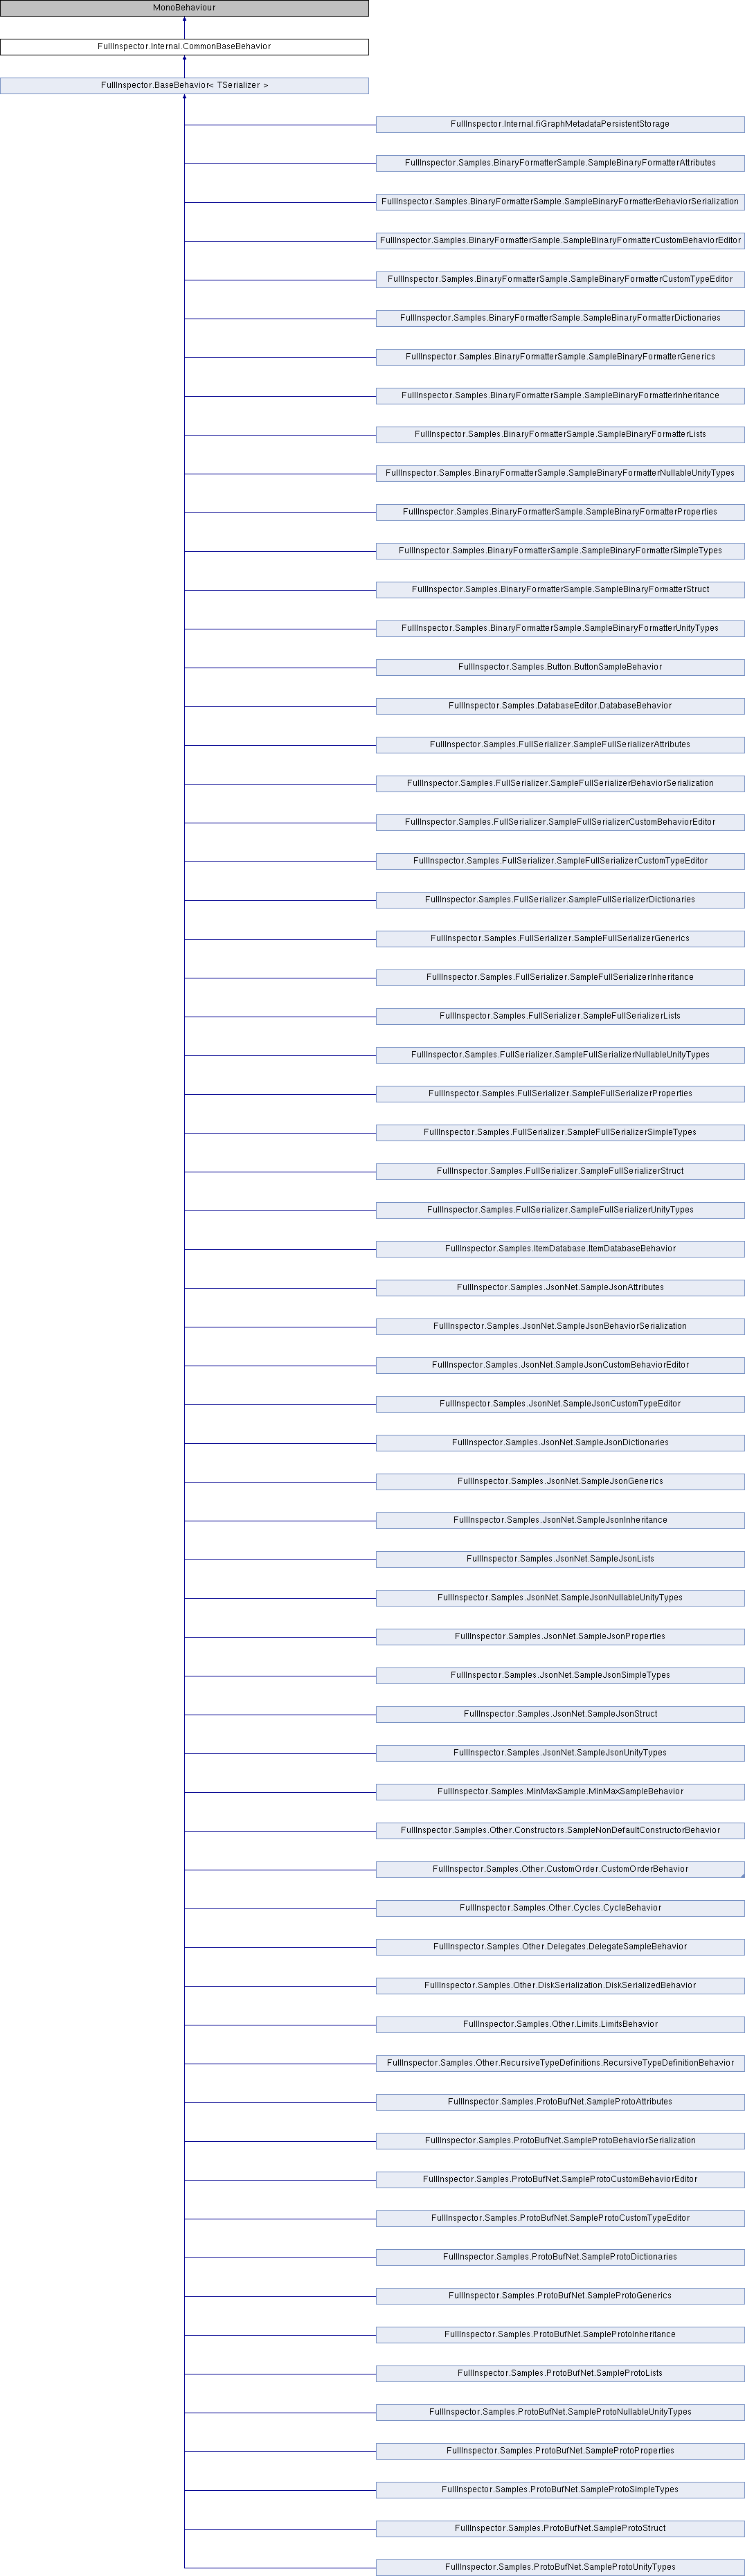 MonoBehaviour
FullInspector.Internal.CommonBaseBehavior
FullInspector.BaseBehavior< TSerializer >
FullInspector.Internal.fiGraphMetadataPersistentStorage
FullInspector.Samples.BinaryFormatterSample.SampleBinaryFormatterAttributes
FullInspector.Samples.BinaryFormatterSample.SampleBinaryFormatterBehaviorSerialization
FullInspector.Samples.BinaryFormatterSample.SampleBinaryFormatterCustomBehaviorEditor
FullInspector.Samples.BinaryFormatterSample.SampleBinaryFormatterCustomTypeEditor
FullInspector.Samples.BinaryFormatterSample.SampleBinaryFormatterDictionaries
FullInspector.Samples.BinaryFormatterSample.SampleBinaryFormatterGenerics
FullInspector.Samples.BinaryFormatterSample.SampleBinaryFormatterInheritance
FullInspector.Samples.BinaryFormatterSample.SampleBinaryFormatterLists
FullInspector.Samples.BinaryFormatterSample.SampleBinaryFormatterNullableUnityTypes
FullInspector.Samples.BinaryFormatterSample.SampleBinaryFormatterProperties
FullInspector.Samples.BinaryFormatterSample.SampleBinaryFormatterSimpleTypes
FullInspector.Samples.BinaryFormatterSample.SampleBinaryFormatterStruct
FullInspector.Samples.BinaryFormatterSample.SampleBinaryFormatterUnityTypes
FullInspector.Samples.Button.ButtonSampleBehavior
FullInspector.Samples.DatabaseEditor.DatabaseBehavior
FullInspector.Samples.FullSerializer.SampleFullSerializerAttributes
FullInspector.Samples.FullSerializer.SampleFullSerializerBehaviorSerialization
FullInspector.Samples.FullSerializer.SampleFullSerializerCustomBehaviorEditor
FullInspector.Samples.FullSerializer.SampleFullSerializerCustomTypeEditor
FullInspector.Samples.FullSerializer.SampleFullSerializerDictionaries
FullInspector.Samples.FullSerializer.SampleFullSerializerGenerics
FullInspector.Samples.FullSerializer.SampleFullSerializerInheritance
FullInspector.Samples.FullSerializer.SampleFullSerializerLists
FullInspector.Samples.FullSerializer.SampleFullSerializerNullableUnityTypes
FullInspector.Samples.FullSerializer.SampleFullSerializerProperties
FullInspector.Samples.FullSerializer.SampleFullSerializerSimpleTypes
FullInspector.Samples.FullSerializer.SampleFullSerializerStruct
FullInspector.Samples.FullSerializer.SampleFullSerializerUnityTypes
FullInspector.Samples.ItemDatabase.ItemDatabaseBehavior
FullInspector.Samples.JsonNet.SampleJsonAttributes
FullInspector.Samples.JsonNet.SampleJsonBehaviorSerialization
FullInspector.Samples.JsonNet.SampleJsonCustomBehaviorEditor
FullInspector.Samples.JsonNet.SampleJsonCustomTypeEditor
FullInspector.Samples.JsonNet.SampleJsonDictionaries
FullInspector.Samples.JsonNet.SampleJsonGenerics
FullInspector.Samples.JsonNet.SampleJsonInheritance
FullInspector.Samples.JsonNet.SampleJsonLists
FullInspector.Samples.JsonNet.SampleJsonNullableUnityTypes
FullInspector.Samples.JsonNet.SampleJsonProperties
FullInspector.Samples.JsonNet.SampleJsonSimpleTypes
FullInspector.Samples.JsonNet.SampleJsonStruct
FullInspector.Samples.JsonNet.SampleJsonUnityTypes
FullInspector.Samples.MinMaxSample.MinMaxSampleBehavior
FullInspector.Samples.Other.Constructors.SampleNonDefaultConstructorBehavior
FullInspector.Samples.Other.CustomOrder.CustomOrderBehavior
FullInspector.Samples.Other.Cycles.CycleBehavior
FullInspector.Samples.Other.Delegates.DelegateSampleBehavior
FullInspector.Samples.Other.DiskSerialization.DiskSerializedBehavior
FullInspector.Samples.Other.Limits.LimitsBehavior
FullInspector.Samples.Other.RecursiveTypeDefinitions.RecursiveTypeDefinitionBehavior
FullInspector.Samples.ProtoBufNet.SampleProtoAttributes
FullInspector.Samples.ProtoBufNet.SampleProtoBehaviorSerialization
FullInspector.Samples.ProtoBufNet.SampleProtoCustomBehaviorEditor
FullInspector.Samples.ProtoBufNet.SampleProtoCustomTypeEditor
FullInspector.Samples.ProtoBufNet.SampleProtoDictionaries
FullInspector.Samples.ProtoBufNet.SampleProtoGenerics
FullInspector.Samples.ProtoBufNet.SampleProtoInheritance
FullInspector.Samples.ProtoBufNet.SampleProtoLists
FullInspector.Samples.ProtoBufNet.SampleProtoNullableUnityTypes
FullInspector.Samples.ProtoBufNet.SampleProtoProperties
FullInspector.Samples.ProtoBufNet.SampleProtoSimpleTypes
FullInspector.Samples.ProtoBufNet.SampleProtoStruct
FullInspector.Samples.ProtoBufNet.SampleProtoUnityTypes